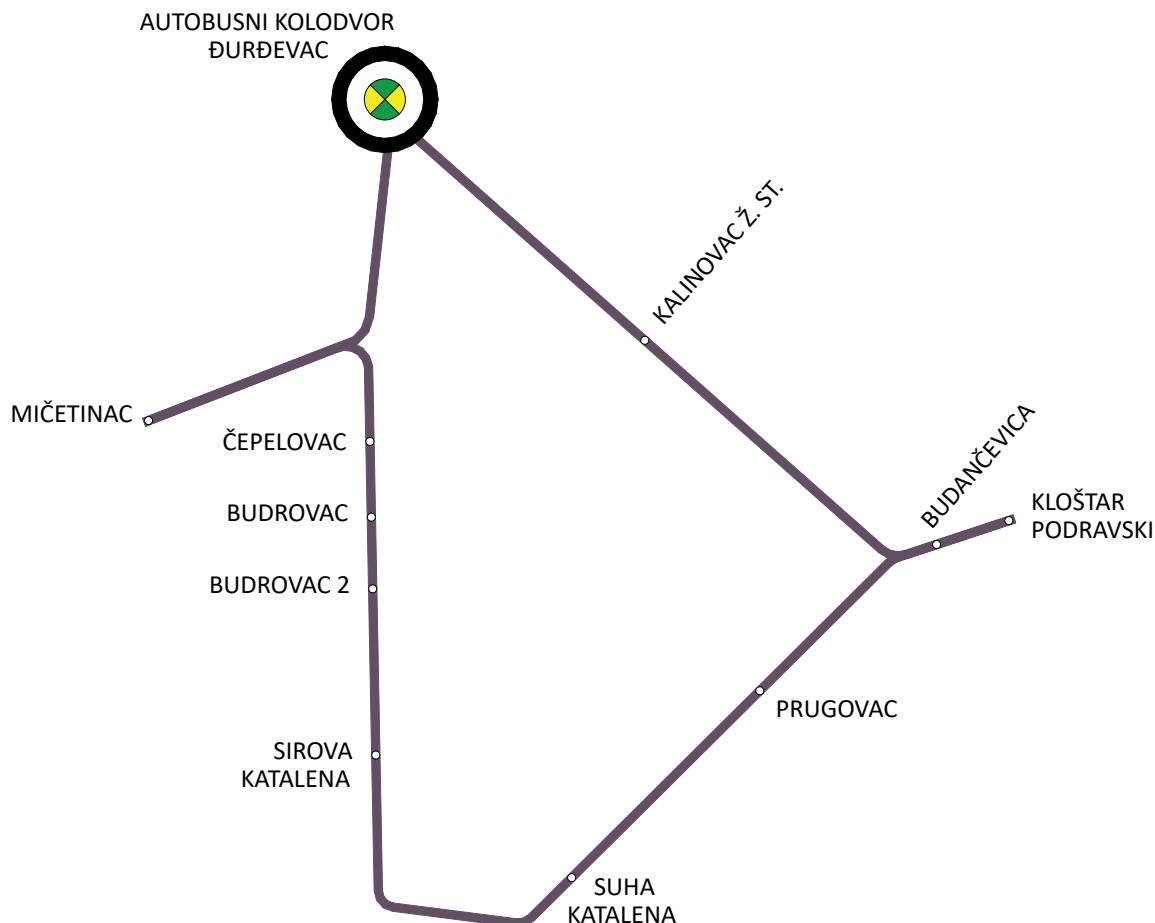 AUTOBUSNI KOLODVOR
ĐURĐEVAC
KALINOVAC Ž. ST.
MIČETINAC
ČEPELOVAC
BUDANČEVICA
KLOŠTAR
PODRAVSKI
BUDROVAC
BUDROVAC 2
PRUGOVAC
SIROVA
KATALENA
SUHA
KATALENA